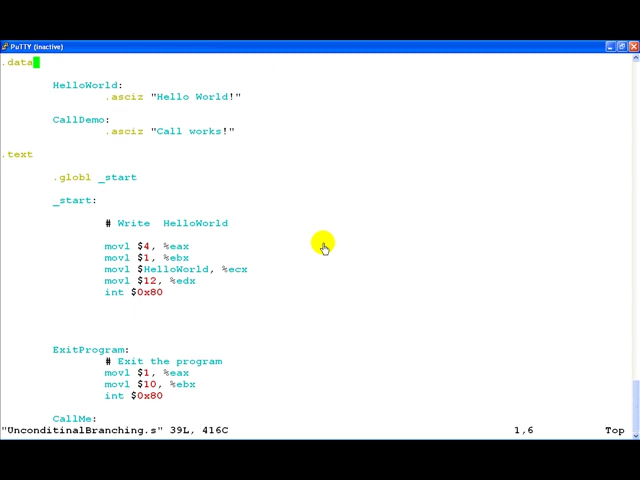 PuTTY (inactive)
.data
HelloWorld:
.asciz "Hello World!"
CallDemo:
.asciz "Call works!"
.text
.globl _start
_start:
# Write HelloWorld
movl $4, %eax
movl $1, %ebx
movl $HelloWorld, %ecx
movl $12, %edx
int $0x80
ExitProgram:
# Exit the program
movl $1, %eax
movl $10, %ebx
int $0x80
CallMe:
"UnconditinalBranching.s" 39L, 416C 1,6 Top